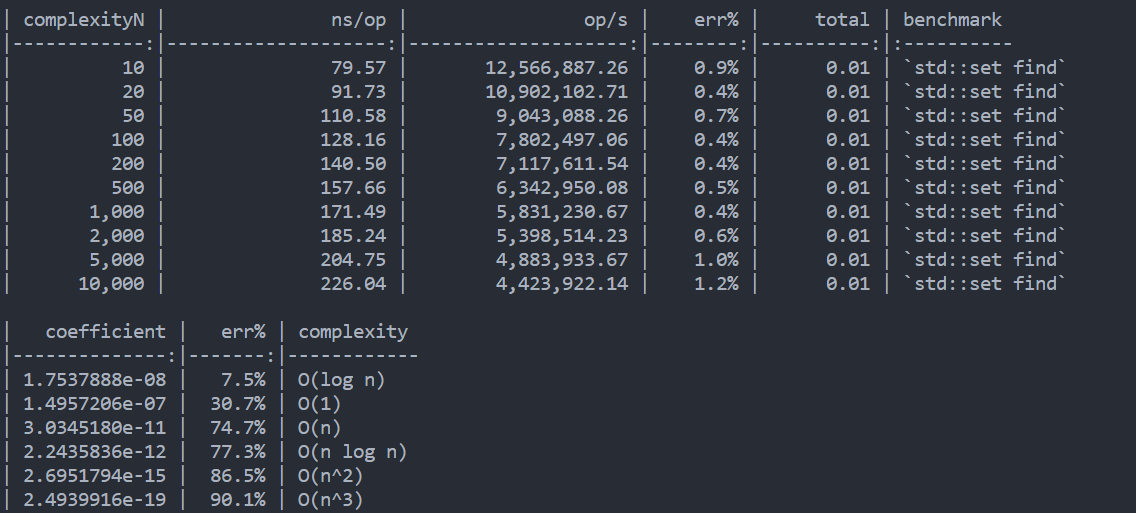 | complexityN | ns/op | op/s | err% | total | benchmark
|------------:|--------------------:|--------------------:|--------:|----------:|:----------
| 10 | 79.57 | 12,566,887.26 | 0.9% | 0.01 | `std::set find`
| 20 | 91.73 | 10,902,102.71 | 0.4% | 0.01 | `std::set find`
| 50 | 110.58 | 9,043,088.26 | 0.7% | 0.01 | `std::set find`
| 100 | 128.16 | 7,802,497.06 | 0.4% | 0.01 | `std::set find`
| 200 | 140.50 | 7,117,611.54 | 0.4% | 0.01 | `std::set find`
| 500 | 157.66 | 6,342,950.08 | 0.5% | 0.01 | `std::set find`
| 1,000 | 171.49 | 5,831,230.67 | 0.4% | 0.01 | `std::set find`
| 2,000 | 185.24 | 5,398,514.23 | 0.6% | 0.01 | `std::set find`
| 5,000 | 204.75 | 4,883,933.67 | 1.0% | 0.01 | `std::set find`
| 10,000 | 226.04 | 4,423,922.14 | 1.2% | 0.01 | `std::set find`
| coefficient | err% | complexity
|--------------:|-------:|------------
| 1.7537888e-08 | 7.5% | O(log n)
| 1.4957206e-07 | 30.7% | O(1)
| 3.0345180e-11 | 74.7% | O(n)
| 2.2435836e-12 | 77.3% | O(n log n)
| 2.6951794e-15 | 86.5% | O(n^2)
| 2.4939916e-19 | 90.1% | O(n^3)